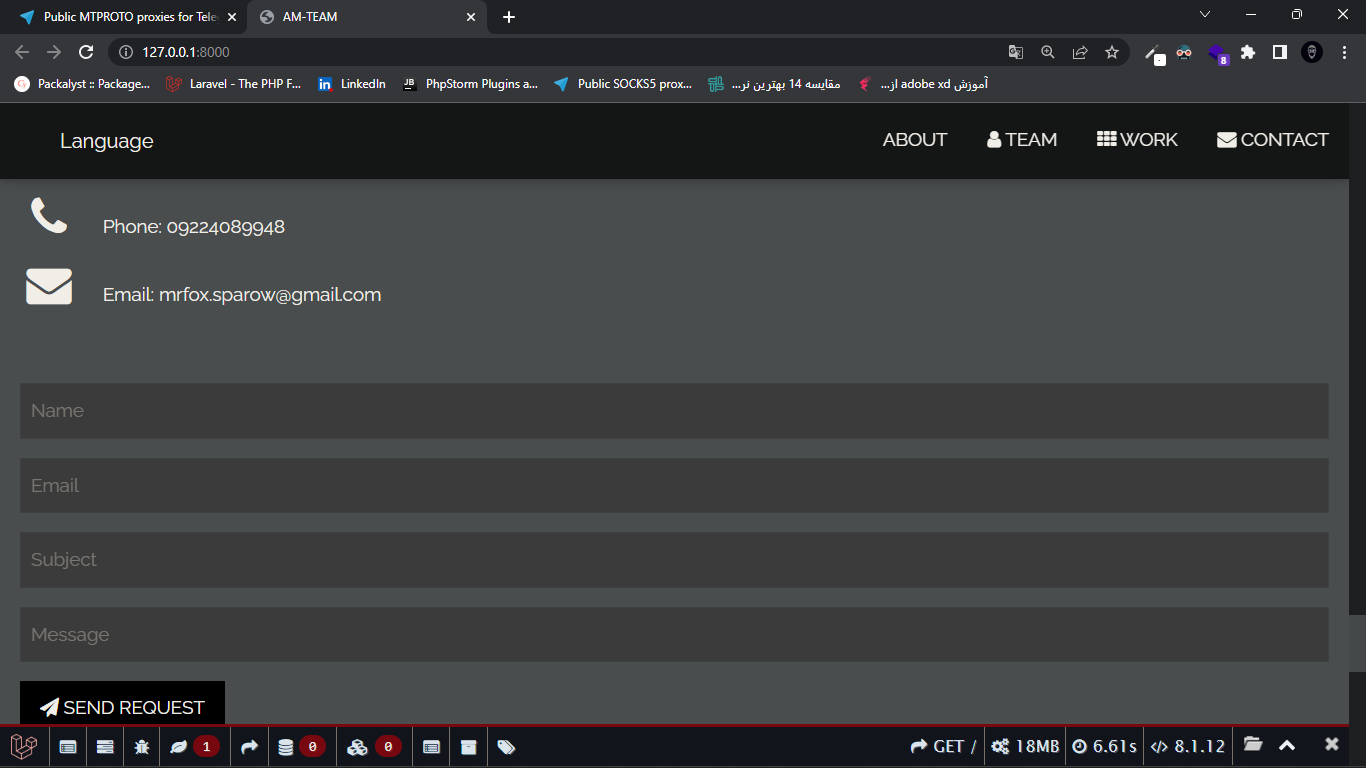 Public MTPROTO proxies for Tele
AM-TEAM
127.0.0.1:8000
8
Packalyst :: Package...
Laravel - The PHP F...
in LinkedIn
JB PhpStorm Plugins a...
Public SOCKS5 prox...
مقایسه 14 بهترین نر...
آموزش adobe xd از...
Language
ABOUT
TEAM
WORK
CONTACT
Phone: 09224089948
Email: mrfox.sparow@gmail.com
Name
Email
Subject
Message
SEND REQUEST
1
0
0
GET /
18MB
6.61s
8.1.12